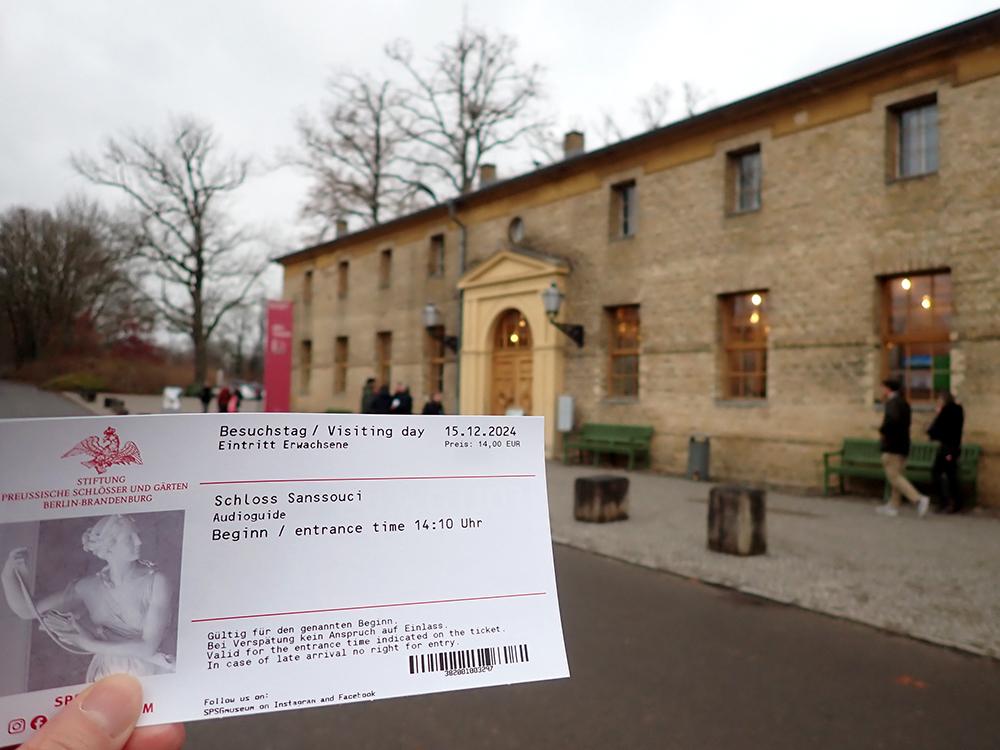 Besuchstag / Visiting day 15.12.2024
Eintritt Erwachsene Preis: 14,00 EUR
STIFTUNG
PREUSSISCHE SCHLÖSSER UND GÄRTEN
BERLIN-BRANDENBURG
Schloss Sanssouci
Audioguide
Beginn / entrance time 14:10 Uhr
Gültig für den genannten Beginn.
Bei Verspätung kein Anspruch auf Einlass.
Valid for the entrance time indicated on the ticket.
In case of late arrival no right for entry.
Follow us on:
SPSGmuseum on Instagram and Facebook